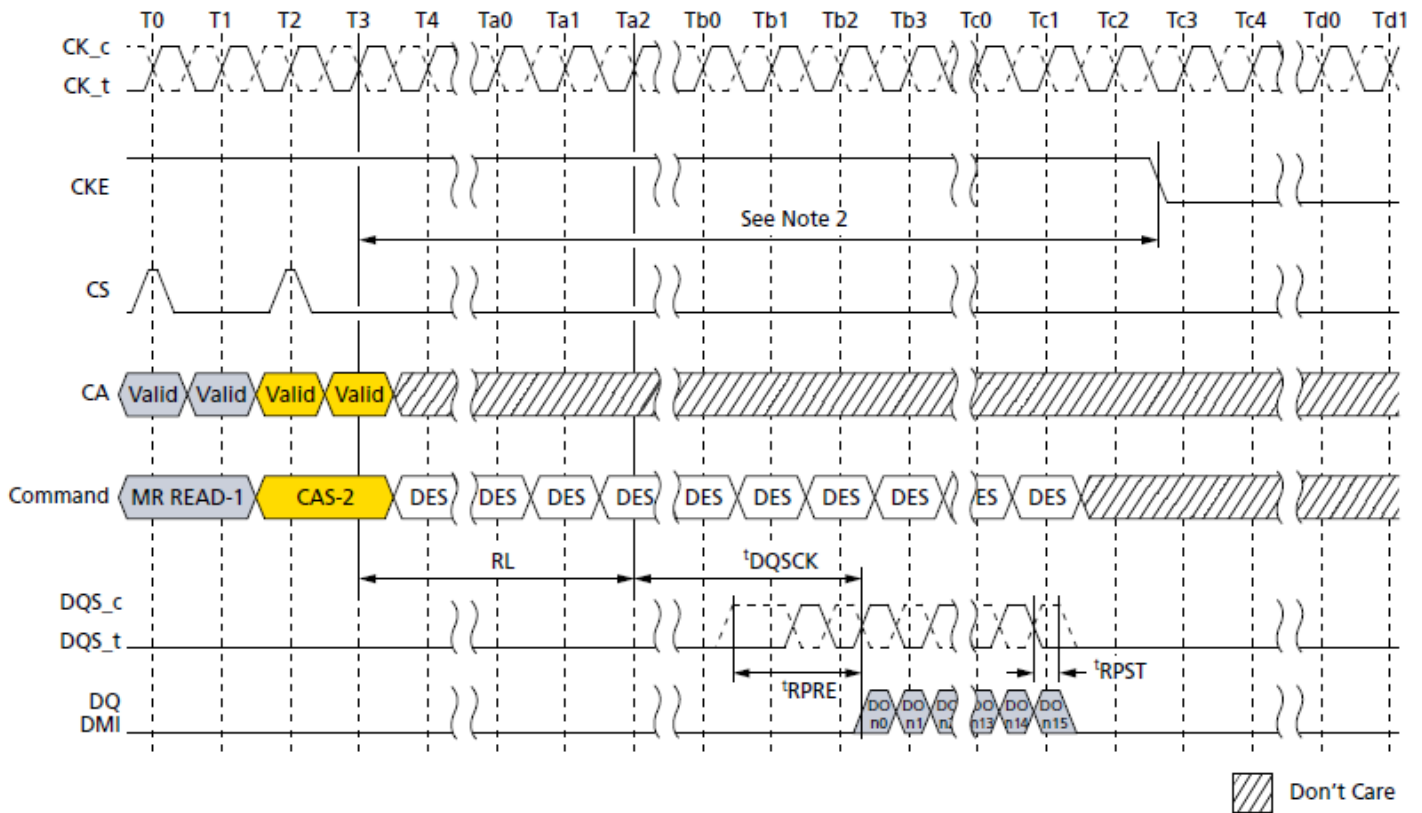 T0 T1 T2 T3 T4 Ta0 Ta1 Ta2 Tb0 Tb1 Tb2 Tb3 Tc0 Tc1 Tc2 Tc3 Tc4 Td0 Td1
CK_c
CK_t
CKE
See Note 2
CS
CA Valid Valid Valid Valid
Command MR READ-1 CAS-2 DES DES DES DES DES DES DES DES ES DES
RL tDQSCK
DQS_c
DQS_t
tRPRE tRPST
DQ DO DO DO DO DO DO
DMI n0 n1 n2 n13 n14 n15
Don't Care